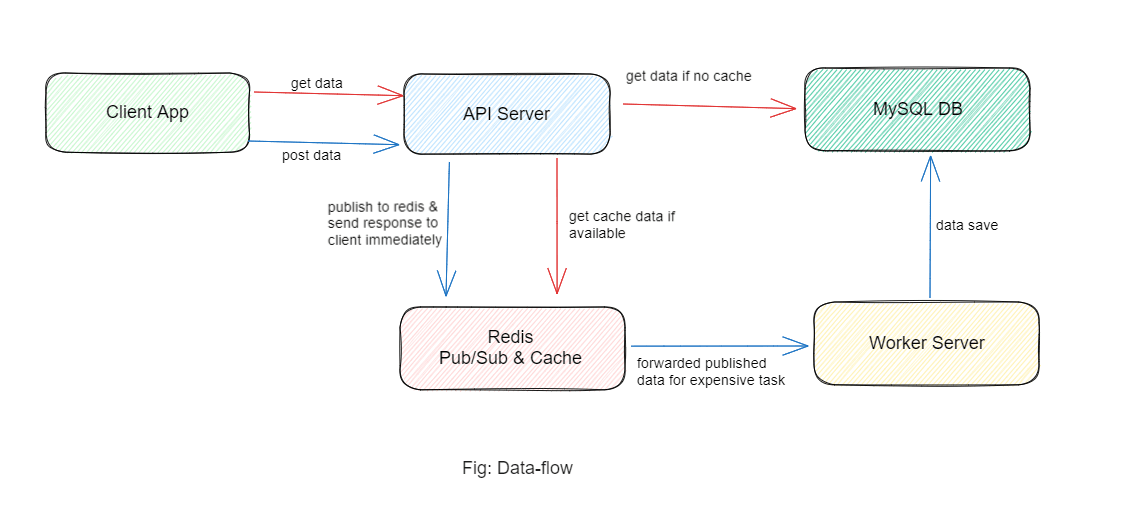 get data if no cache
get data
Client App
API Server
MySQL DB
post data
publish to redis &
send response to
client immediately
get cache data if
available
data save
Redis
Pub/Sub & Cache
Worker Server
forwarded published
data for expensive task
Fig: Data-flow